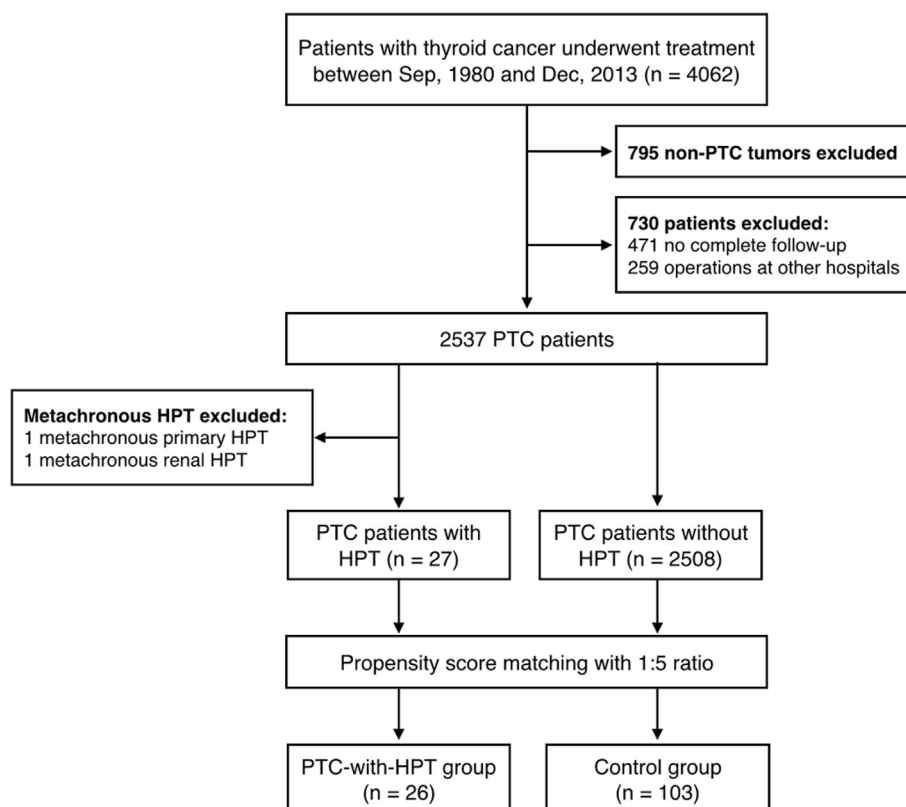 Patients with thyroid cancer underwent treatment
between Sep, 1980 and Dec, 2013 (n = 4062)
795 non-PTC tumors excluded
730 patients excluded:
471 no complete follow-up
259 operations at other hospitals
2537 PTC patients
Metachronous HPT excluded:
1 metachronous primary HPT
1 metachronous renal HPT
PTC patients with
HPT (n = 27)
PTC patients without
HPT (n = 2508)
Propensity score matching with 1:5 ratio
PTC-with-HPT group
(n = 26)
Control group
(n = 103)